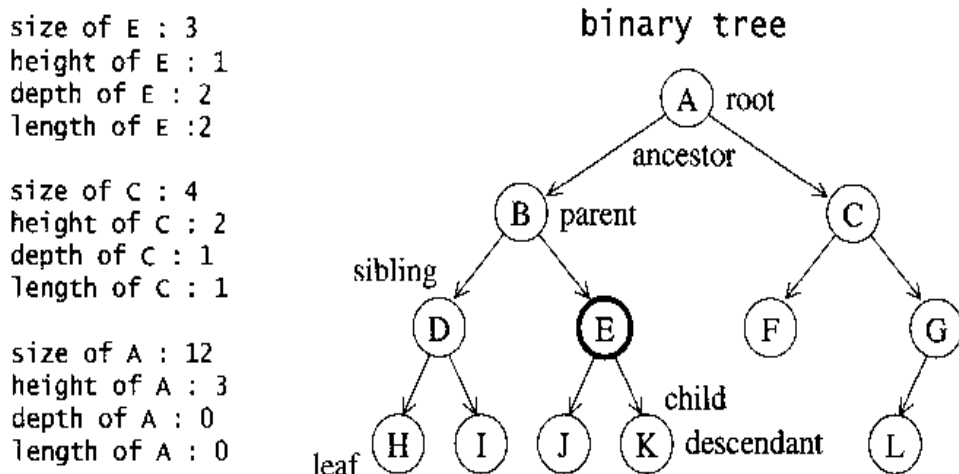 size of E : 3
height of E : 1
depth of E : 2
length of E :2
size of C : 4
height of C : 2
depth of C : 1
length of C : 1
size of A : 12
height of A : 3
depth of A : 0
length of A : 0
binary tree
A root
ancestor
B parent
C
sibling
D
E
F
G
child
H
I
J
K descendant
L
leaf